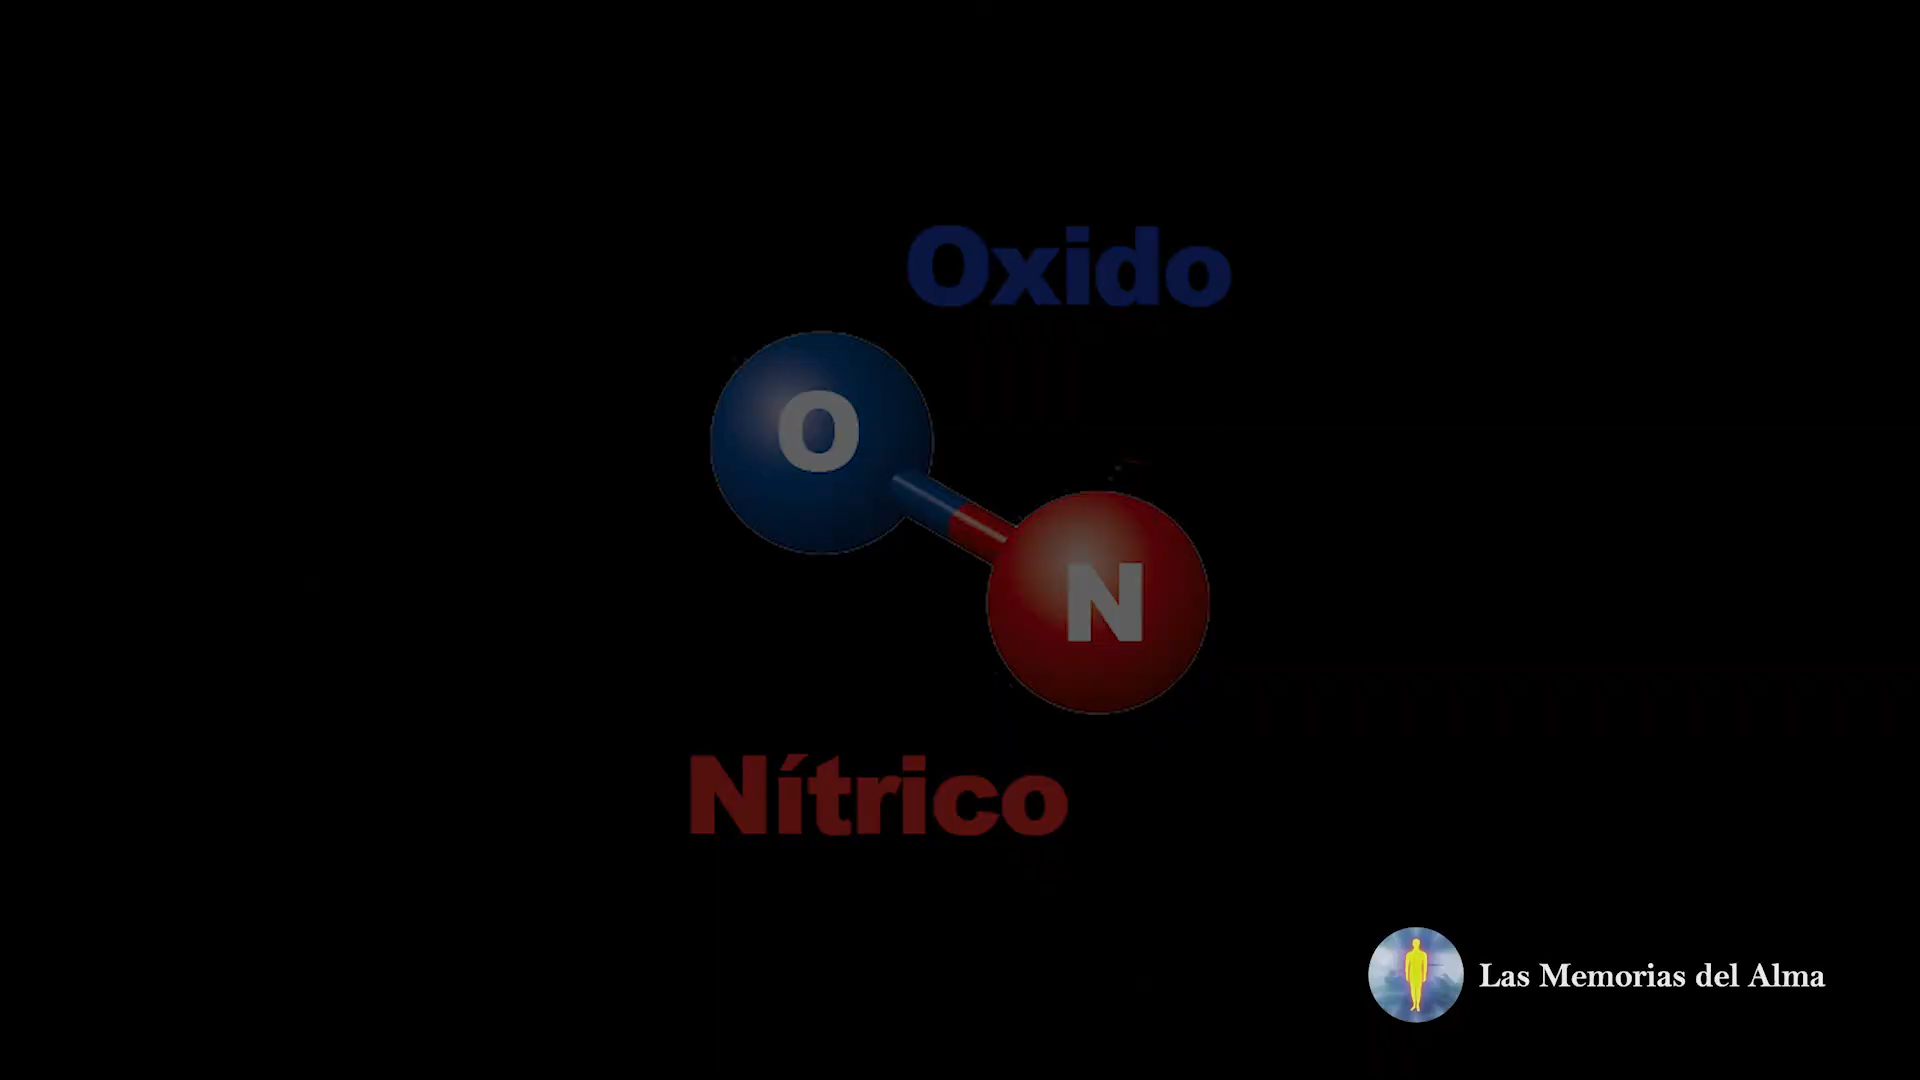 Oxido
O
N
Nítrico
Las Memorias del Alma